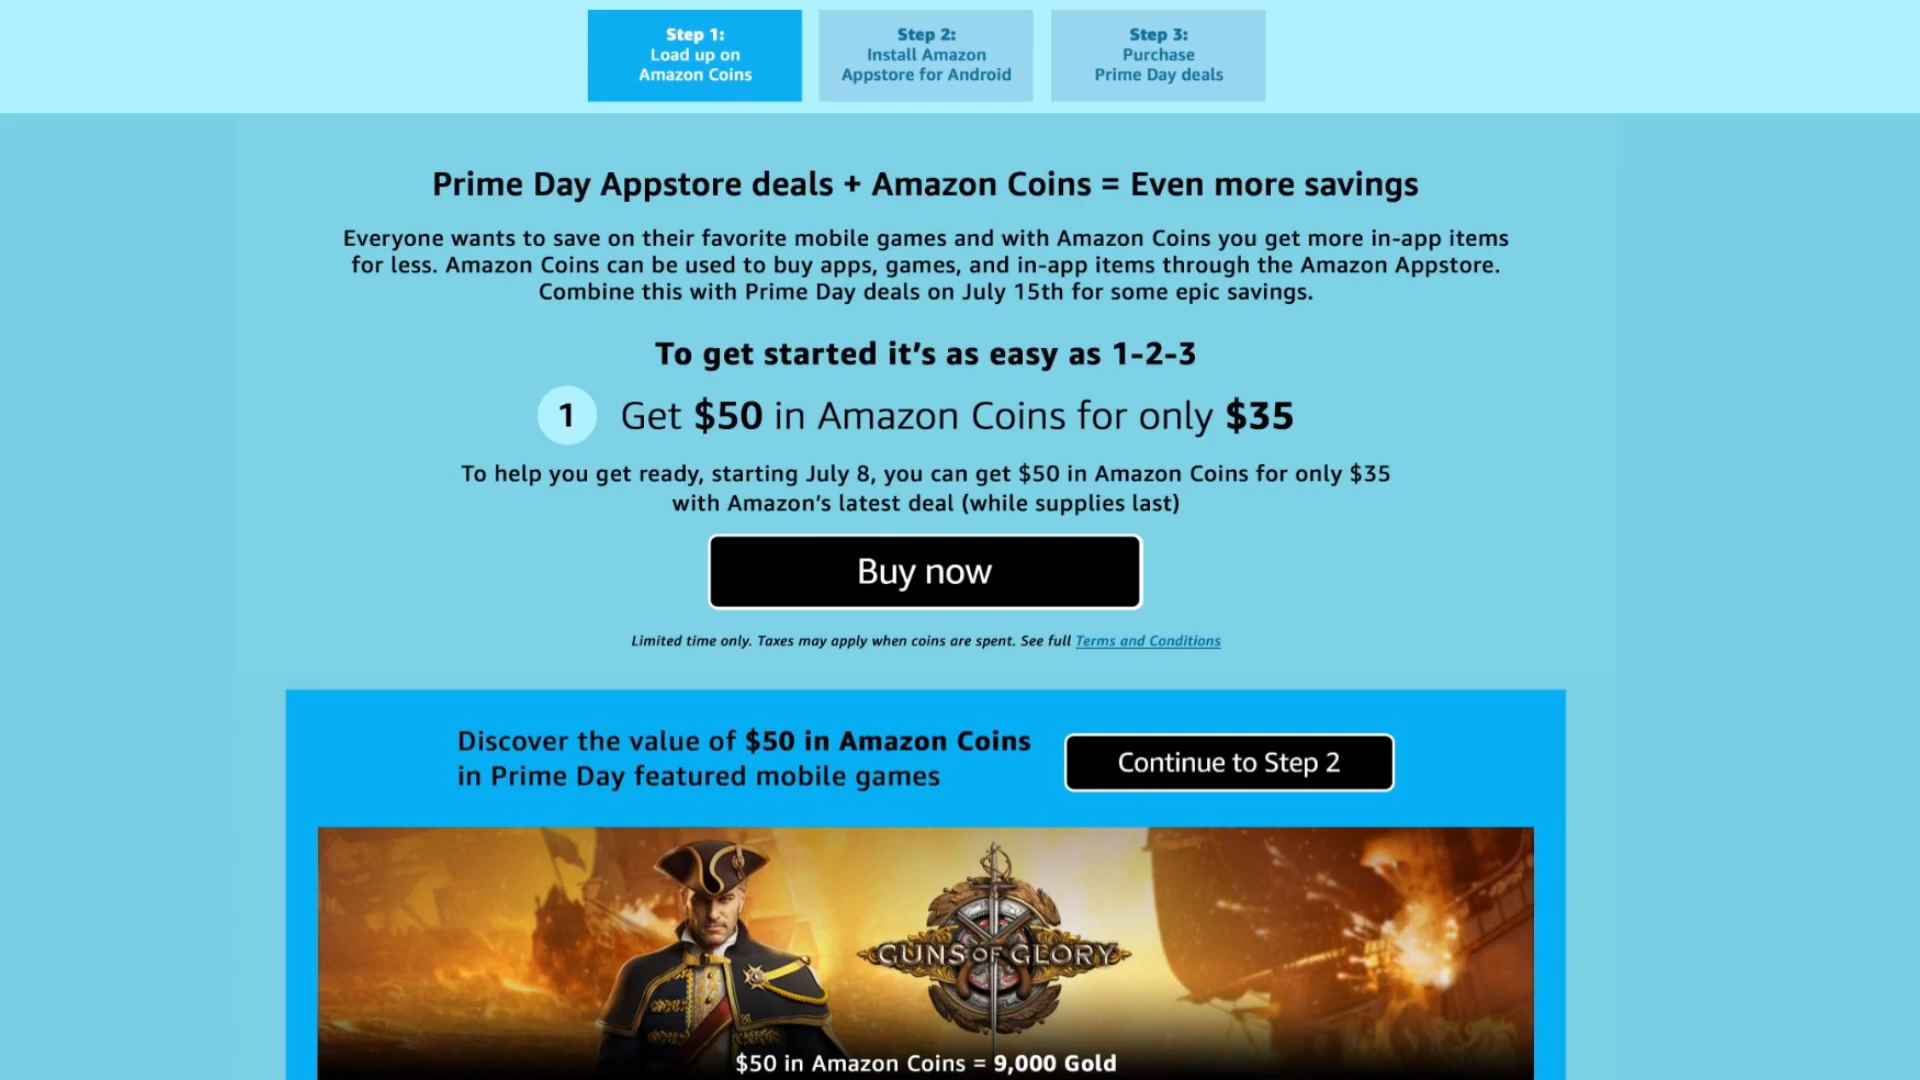 Step 1:
Load up on
Amazon Coins
Step 2:
Install Amazon
Appstore for Android
Step 3:
Purchase
Prime Day deals
Prime Day Appstore deals + Amazon Coins = Even more savings
Everyone wants to save on their favorite mobile games and with Amazon Coins you get more in-app items
for less. Amazon Coins can be used to buy apps, games, and in-app items through the Amazon Appstore.
Combine this with Prime Day deals on July 15th for some epic savings.
To get started it’s as easy as 1-2-3
1 Get $50 in Amazon Coins for only $35
To help you get ready, starting July 8, you can get $50 in Amazon Coins for only $35
with Amazon’s latest deal (while supplies last)
Buy now
Limited time only. Taxes may apply when coins are spent. See full Terms and Conditions
Discover the value of $50 in Amazon Coins
in Prime Day featured mobile games
Continue to Step 2
GUNS OF GLORY
$50 in Amazon Coins = 9,000 Gold